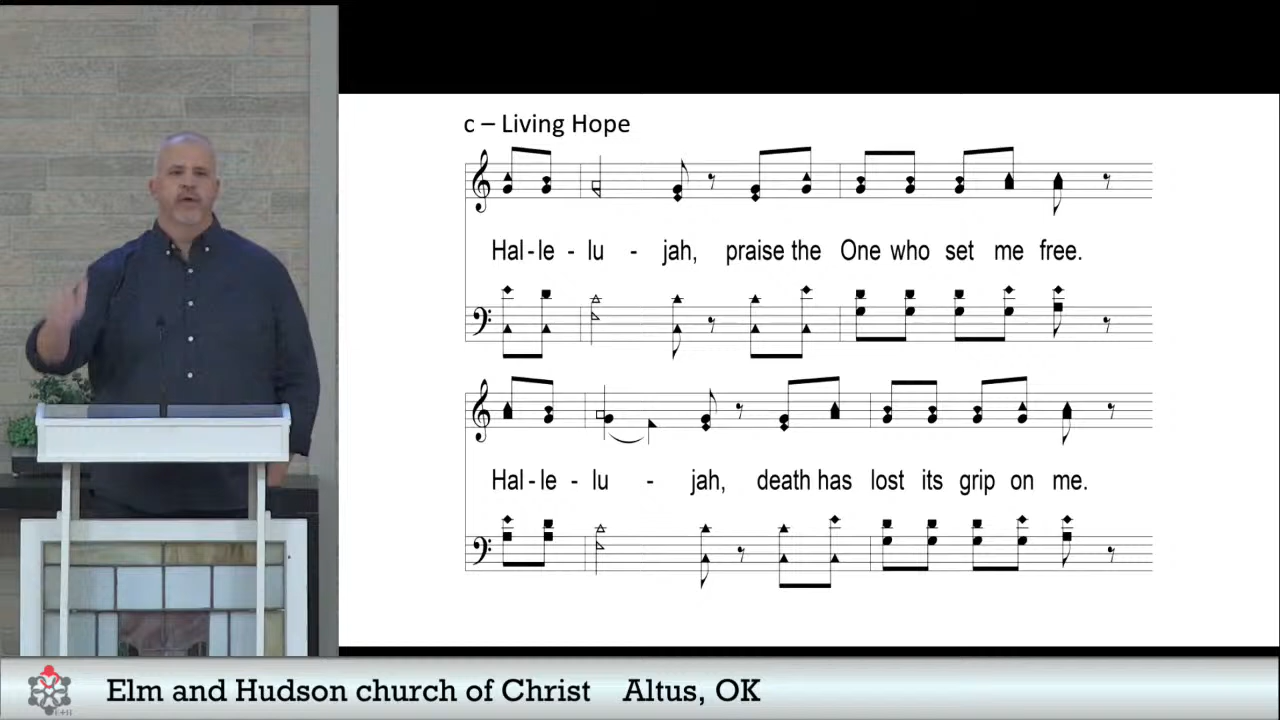 c – Living Hope
Hal - le - lu - jah, praise the One who set me free.
Hal - le - lu - jah, death has lost its grip on me.
Elm and Hudson church of Christ Altus, OK